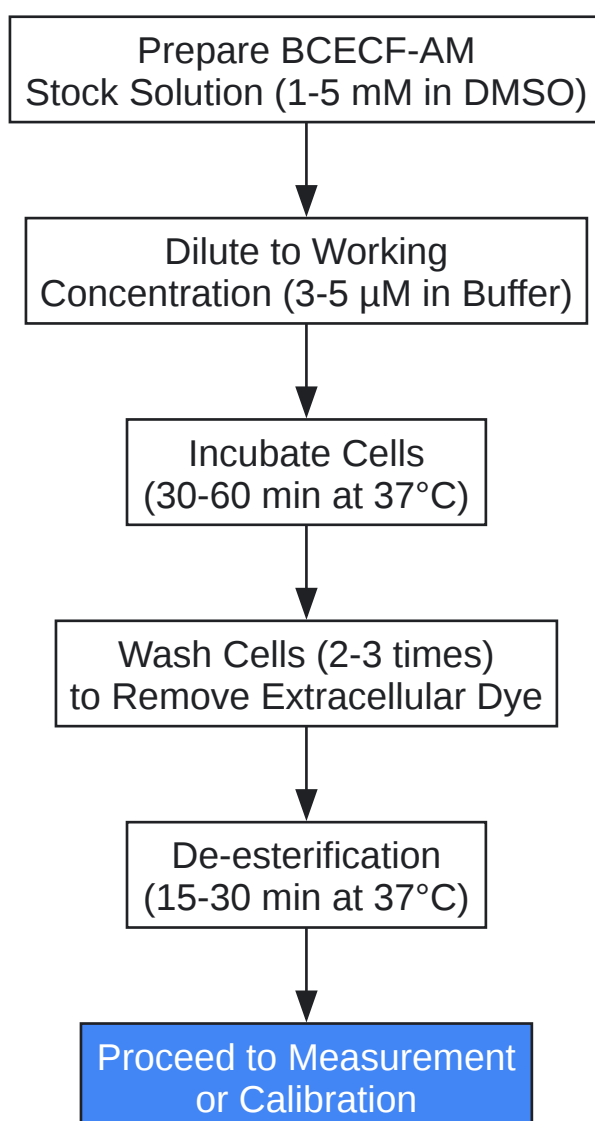 Prepare BCECF-AM
Stock Solution (1-5 mM in DMSO)
Dilute to Working
Concentration (3-5 µM in Buffer)
Incubate Cells
(30-60 min at 37°C)
Wash Cells (2-3 times)
to Remove Extracellular Dye
De-esterification
(15-30 min at 37°C)
Proceed to Measurement
or Calibration